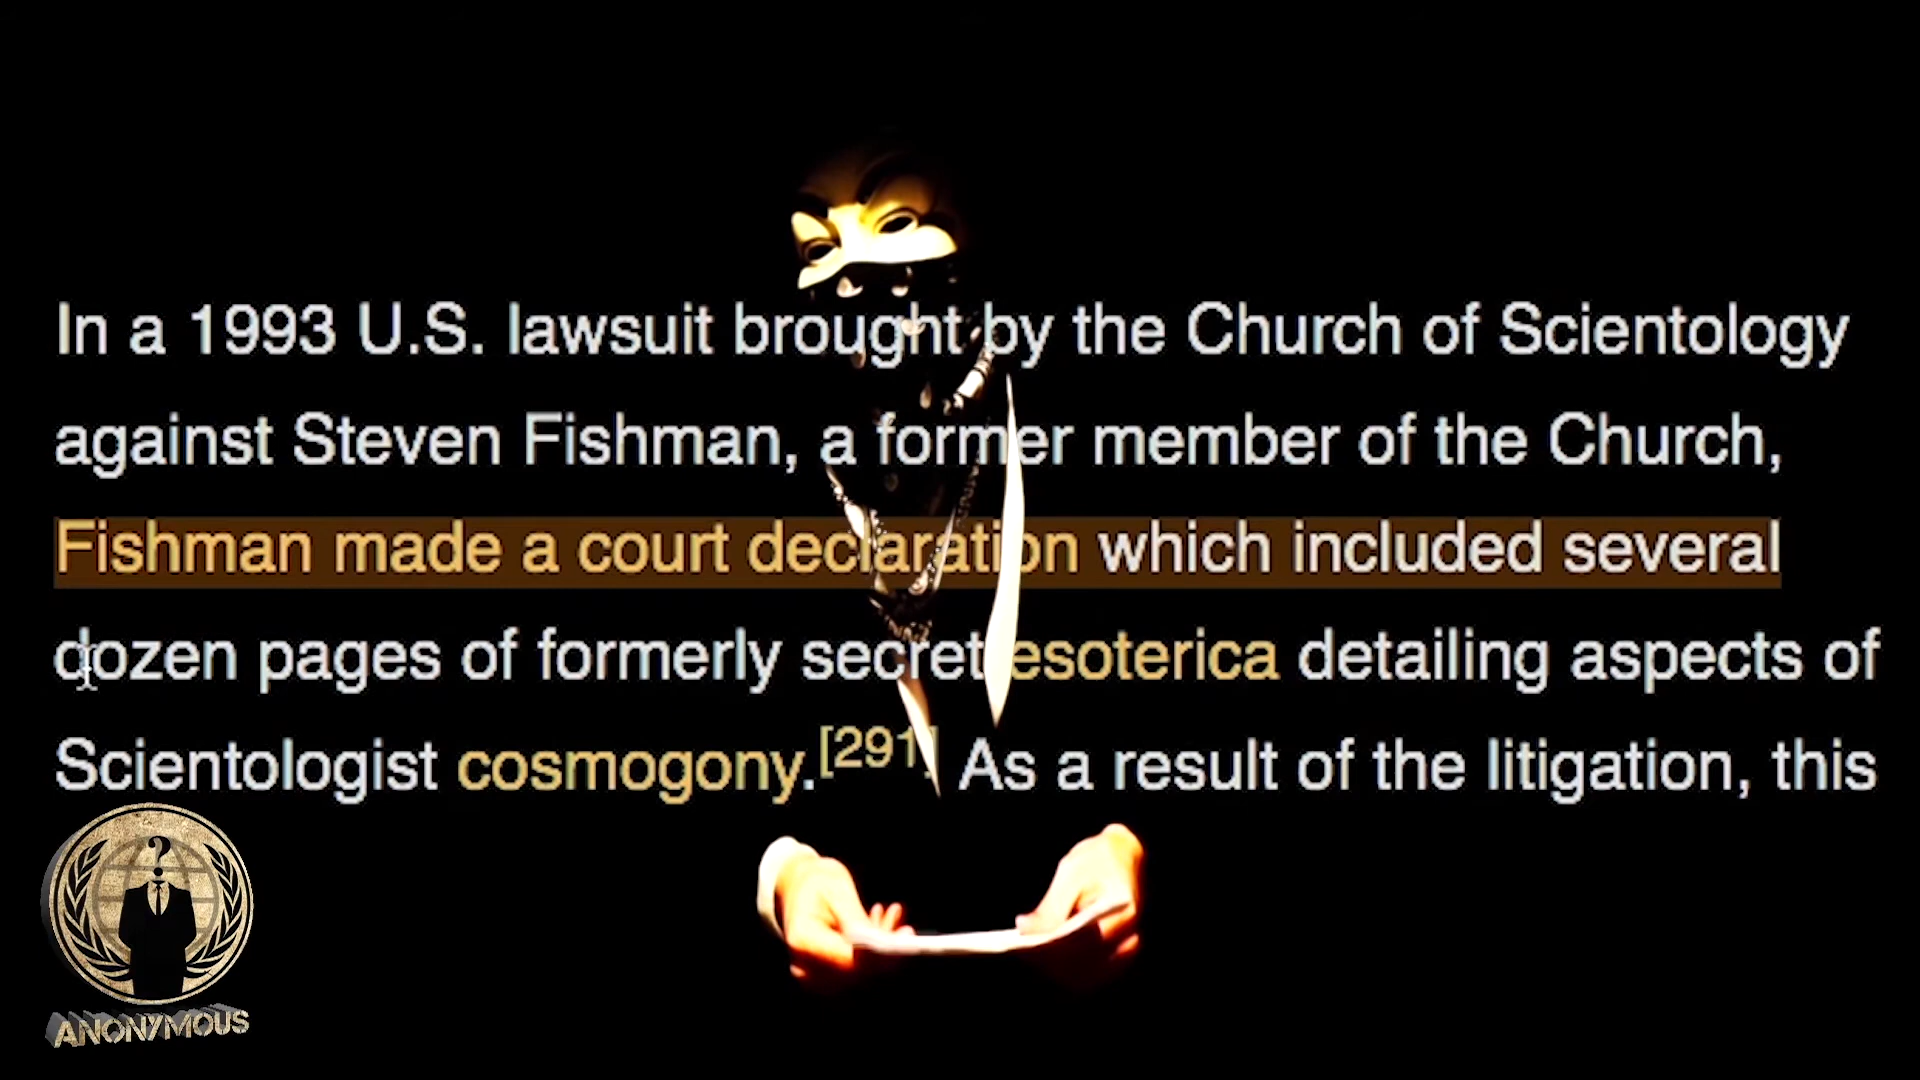 In a 1993 U.S. lawsuit brought by the Church of Scientology
against Steven Fishman, a former member of the Church,
Fishman made a court declaration which included several
dozen pages of formerly secret esoterica detailing aspects of
Scientologist cosmogony.[291] As a result of the litigation, this
?
ANONYMOUS